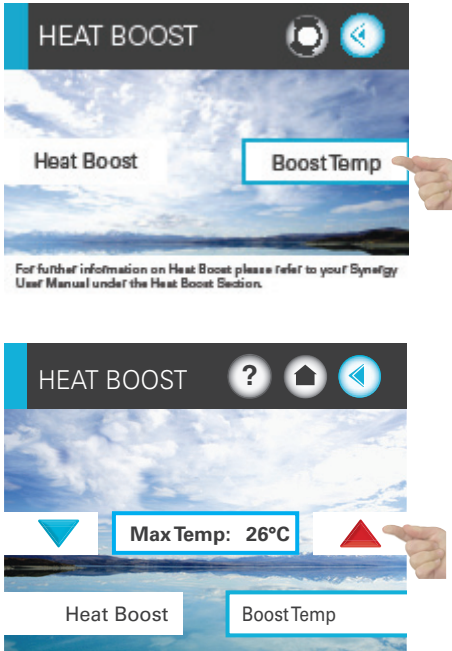 HEAT BOOST
Heat Boost
Boost Temp
For further information on Heat Boost please refer to your Synergy
User Manual under the Heat Boost Section.
HEAT BOOST ?
Max Temp: 26°C
Heat Boost
Boost Temp